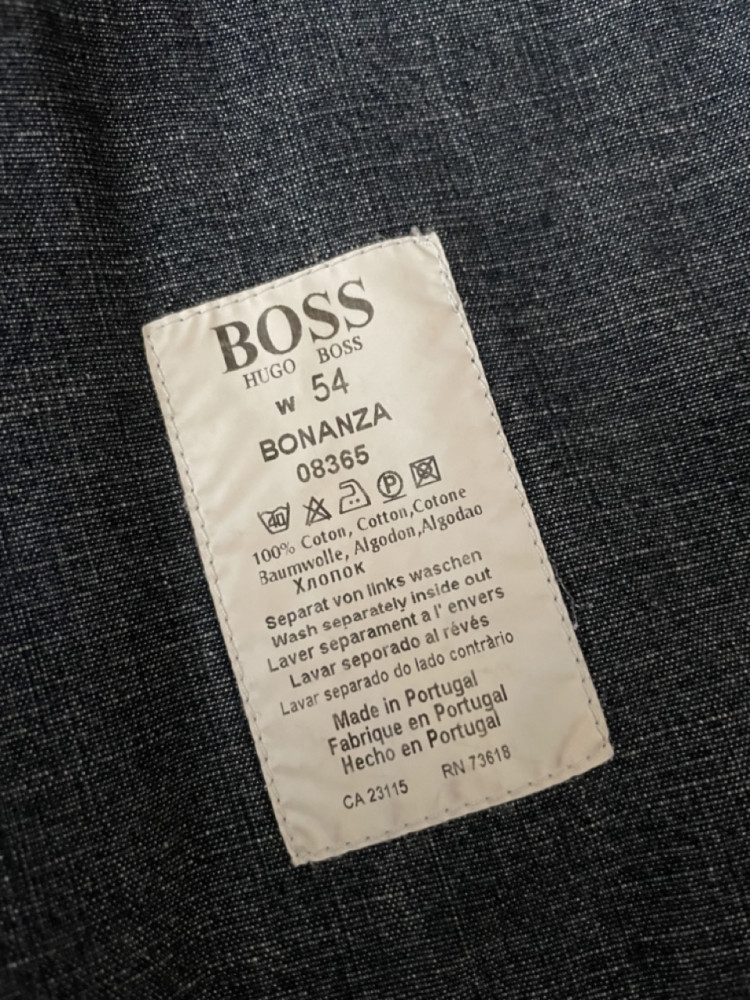 BOSS
HUGO BOSS
W 54
BONANZA
08365
40 P
100% Coton, Cotton,Cotone
Baumwolle, Algodon,Algodao
Хлопок
Separat von links waschen
Wash separately inside out
Laver separament a l' envers
Lavar seporado al révés
Lavar separado do lado contràrio
Made in Portugal
Fabrique en Portugal
Hecho en Portugal
CA 23115 RN 73618